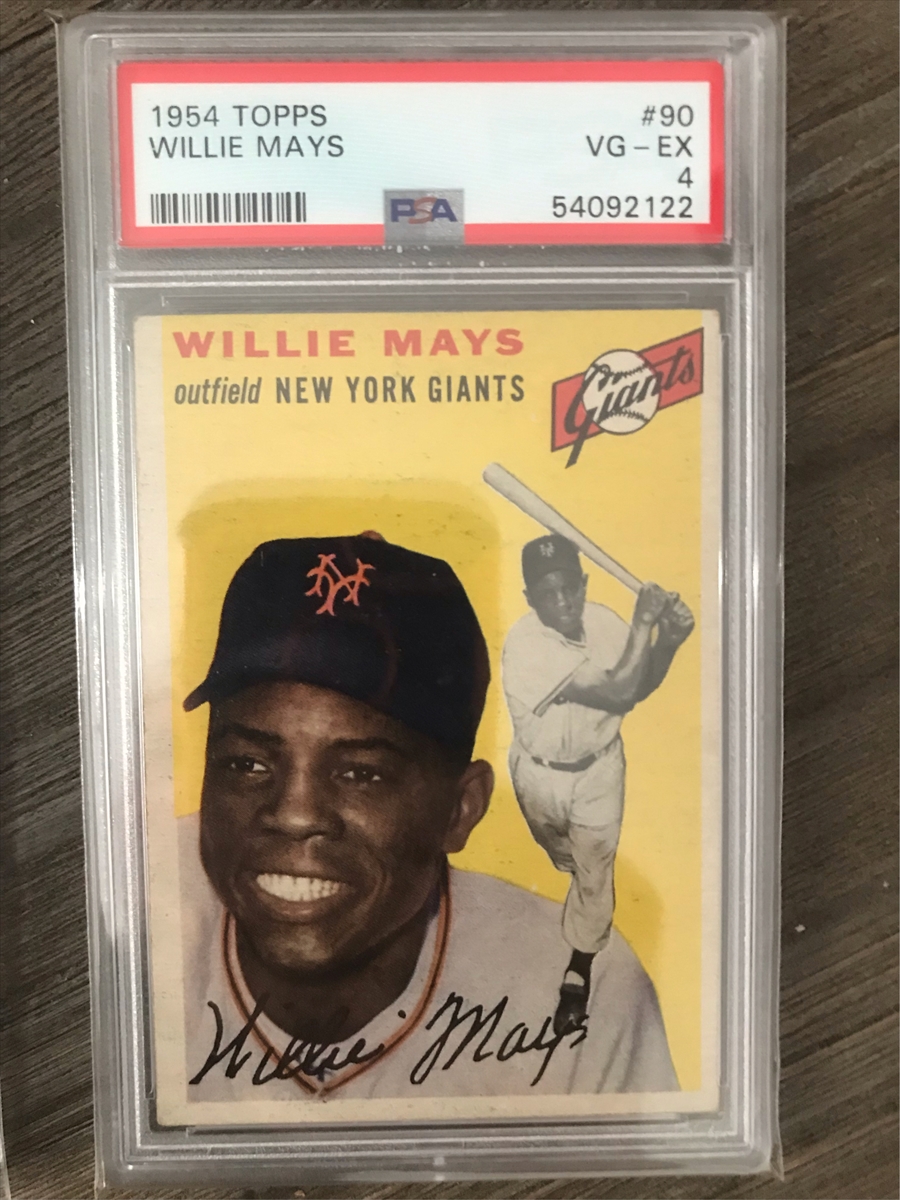 1954 TOPPS #90
WILLIE MAYS VG-EX
4
PSA 54092122
WILLIE MAYS
outfield NEW YORK GIANTS
Giants
NY
Willie Mays